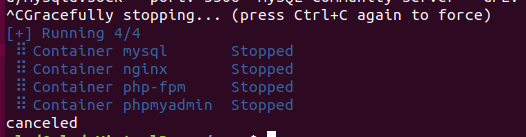 ^CGracefully stopping... (press Ctrl+C again to force)
[+] Running 4/4
⠿ Container mysql Stopped
⠿ Container nginx Stopped
⠿ Container php-fpm Stopped
⠿ Container phpmyadmin Stopped
canceled